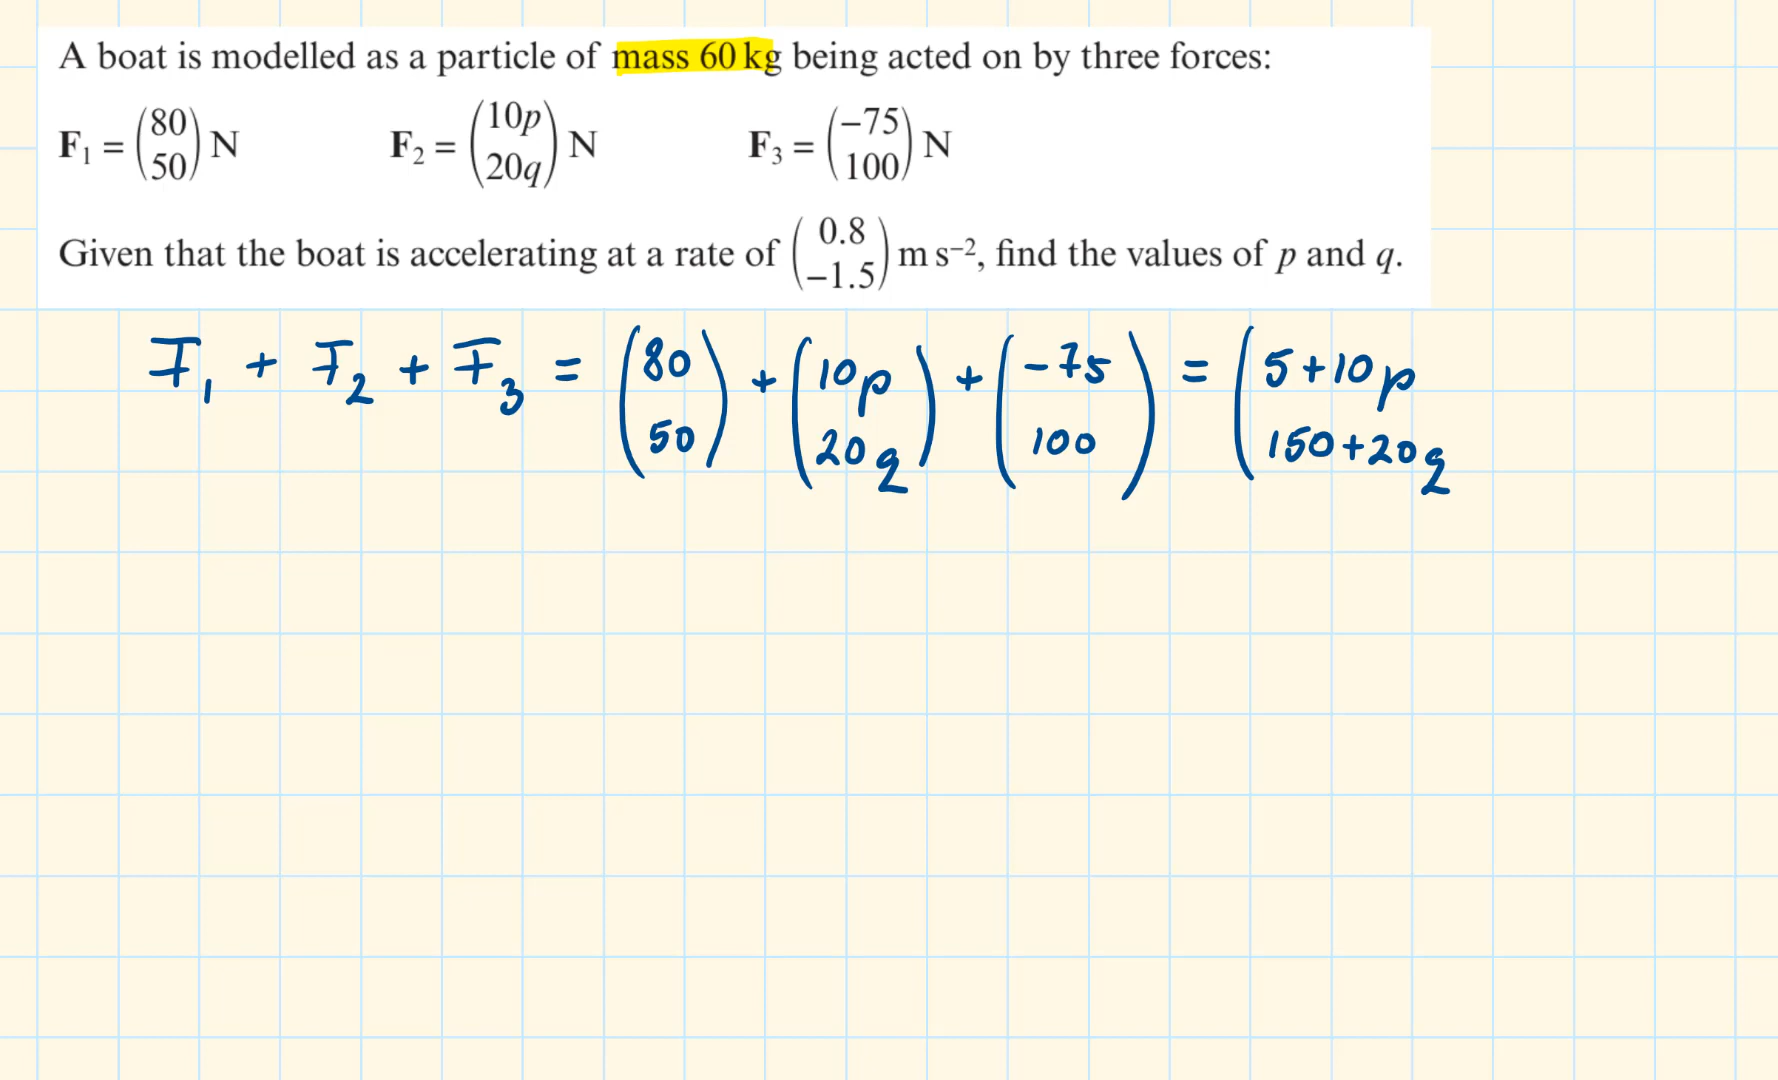 A boat is modelled as a particle of mass 60 kg being acted on by three forces:
F₁ = (80 50) N F₂ = (10p 20q) N F₃ = (−75 100) N
Given that the boat is accelerating at a rate of (0.8 −1.5) m s⁻², find the values of p and q.
F₁ + F₂ + F₃ = (80 50) + (10p 20q) + (−75 100) = (5+10p 150+20q